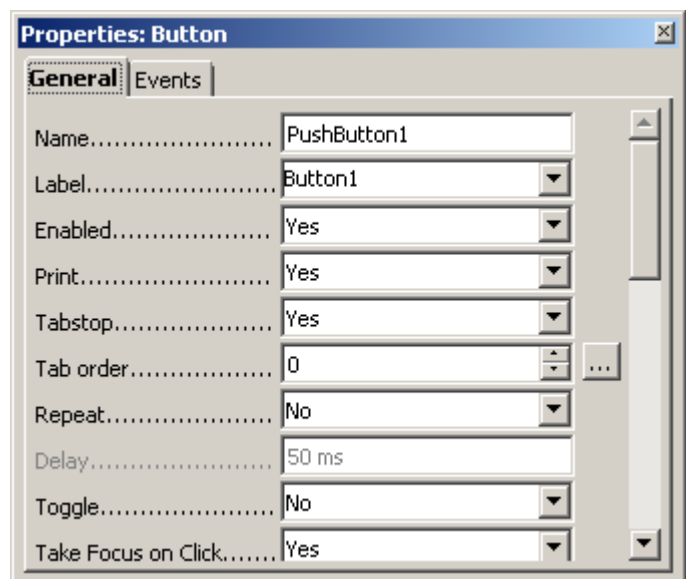 Properties: Button
General Events
Name....................... PushButton1
Label........................ Button1
Enabled.................... Yes
Print........................ Yes
Tabstop.................... Yes
Tab order.................. 0 ...
Repeat..................... No
Delay....................... 50 ms
Toggle...................... No
Take Focus on Click....... Yes